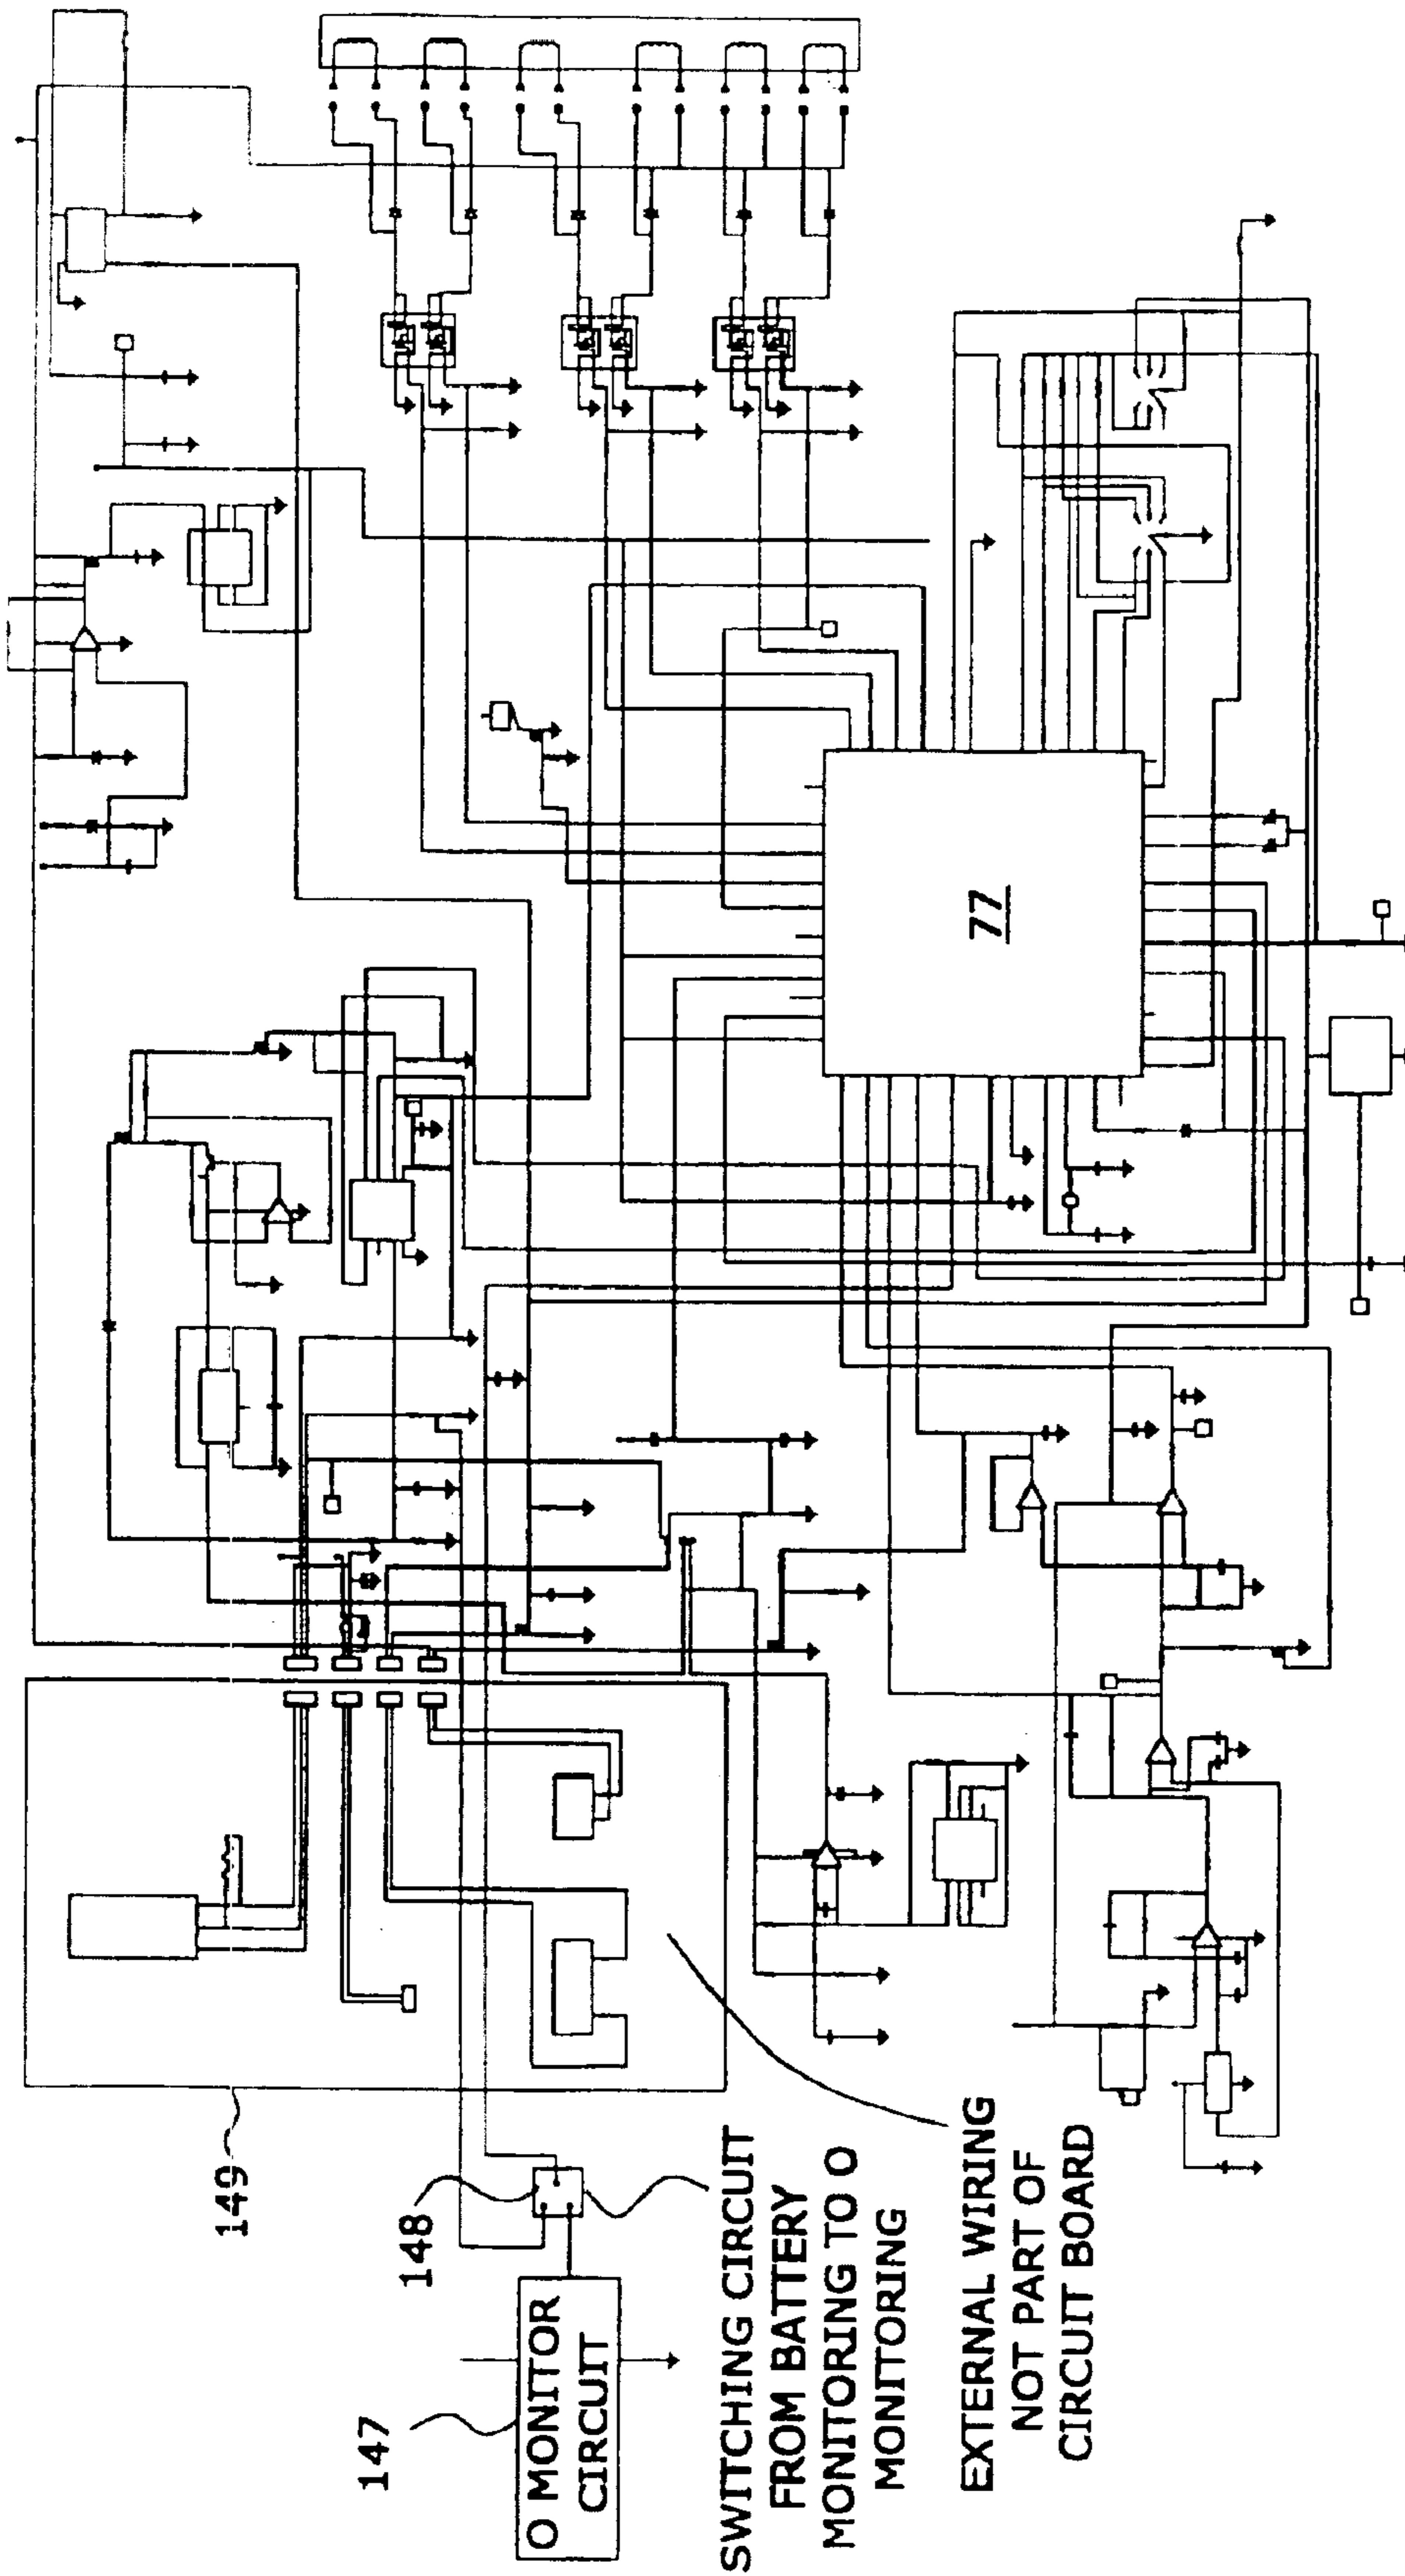 77
149
148
147
O MONITOR
CIRCUIT
SWITCHING CIRCUIT
FROM BATTERY
MONITORING TO O
MONITORING
EXTERNAL WIRING
NOT PART OF
CIRCUIT BOARD